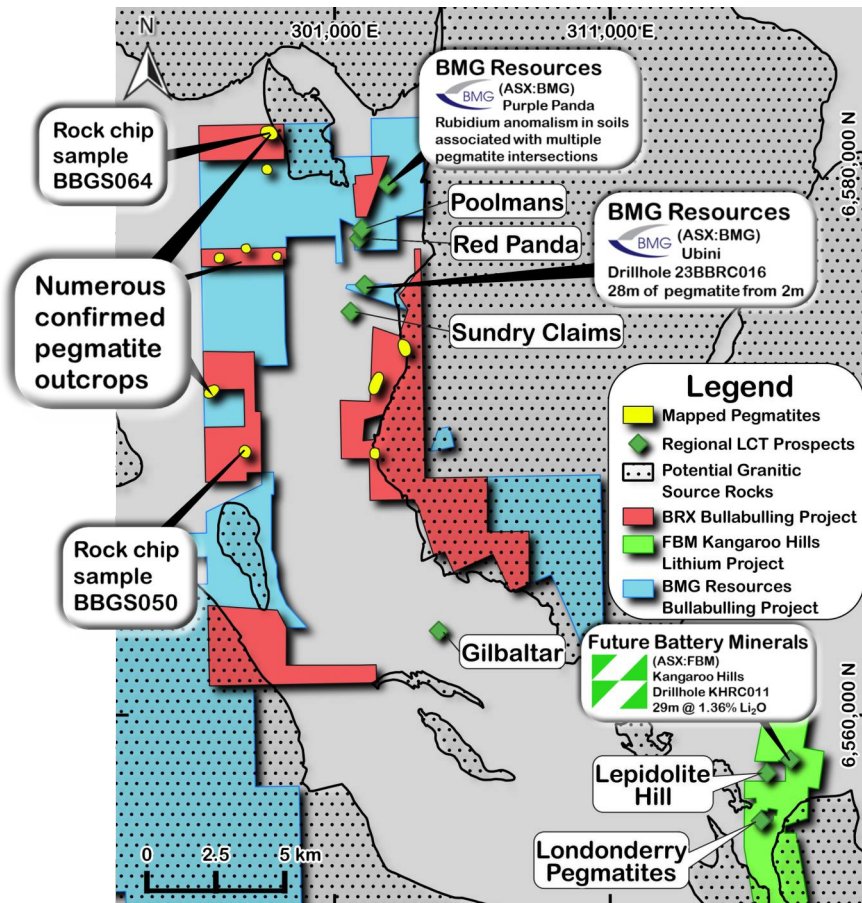 301,000 E
311,000 E
N
BMG Resources
BMG
(ASX:BMG)
Purple Panda
Rubidium anomalism in soils
associated with multiple
pegmatite intersections
Rock chip
sample
BBGS064
6,580,000 N
Poolmans
Red Panda
BMG Resources
BMG
(ASX:BMG)
Ubini
Drillhole 23BBRC016
28m of pegmatite from 2m
Numerous
confirmed
pegmatite
outcrops
Sundry Claims
Legend
Mapped Pegmatites
Regional LCT Prospects
Potential Granitic
Source Rocks
BRX Bullabulling Project
FBM Kangaroo Hills
Lithium Project
BMG Resources
Bullabulling Project
Rock chip
sample
BBGS050
Gilbaltar
Future Battery Minerals
(ASX:FBM)
Kangaroo Hills
Drillhole KHRC011
29m @ 1.36% Li₂O
6,560,000 N
Lepidolite
Hill
Londonderry
Pegmatites
0 2.5 5 km